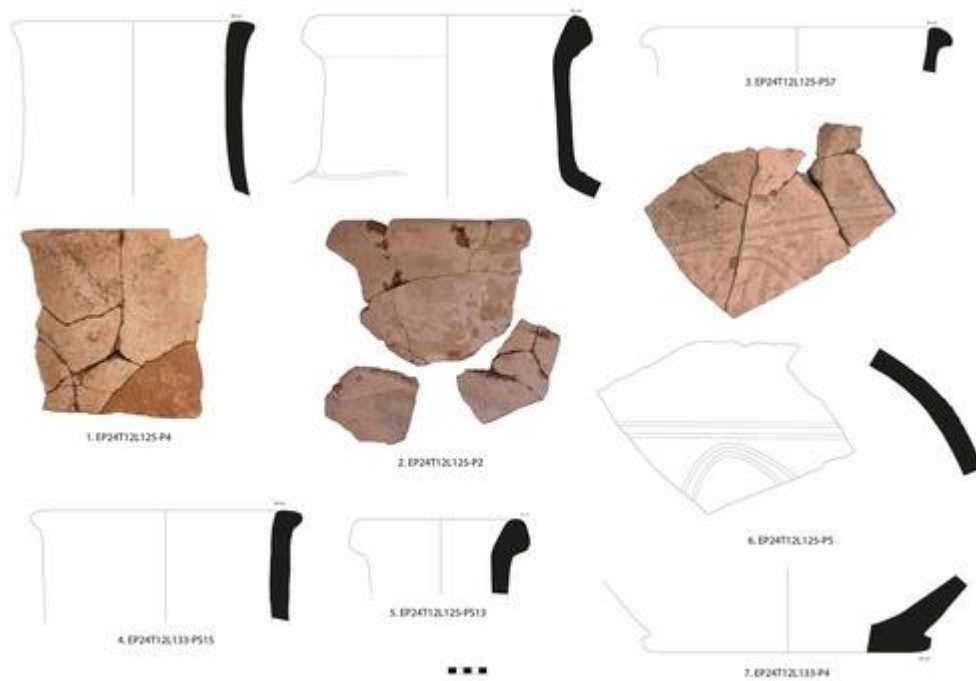 3. EP24T12L125-PS7
1. EP24T12L125-P4
2. EP24T12L125-P2
6. EP24T12L125-P5
4. EP24T12L133-PS15
5. EP24T12L125-PS13
7. EP24T12L133-P4